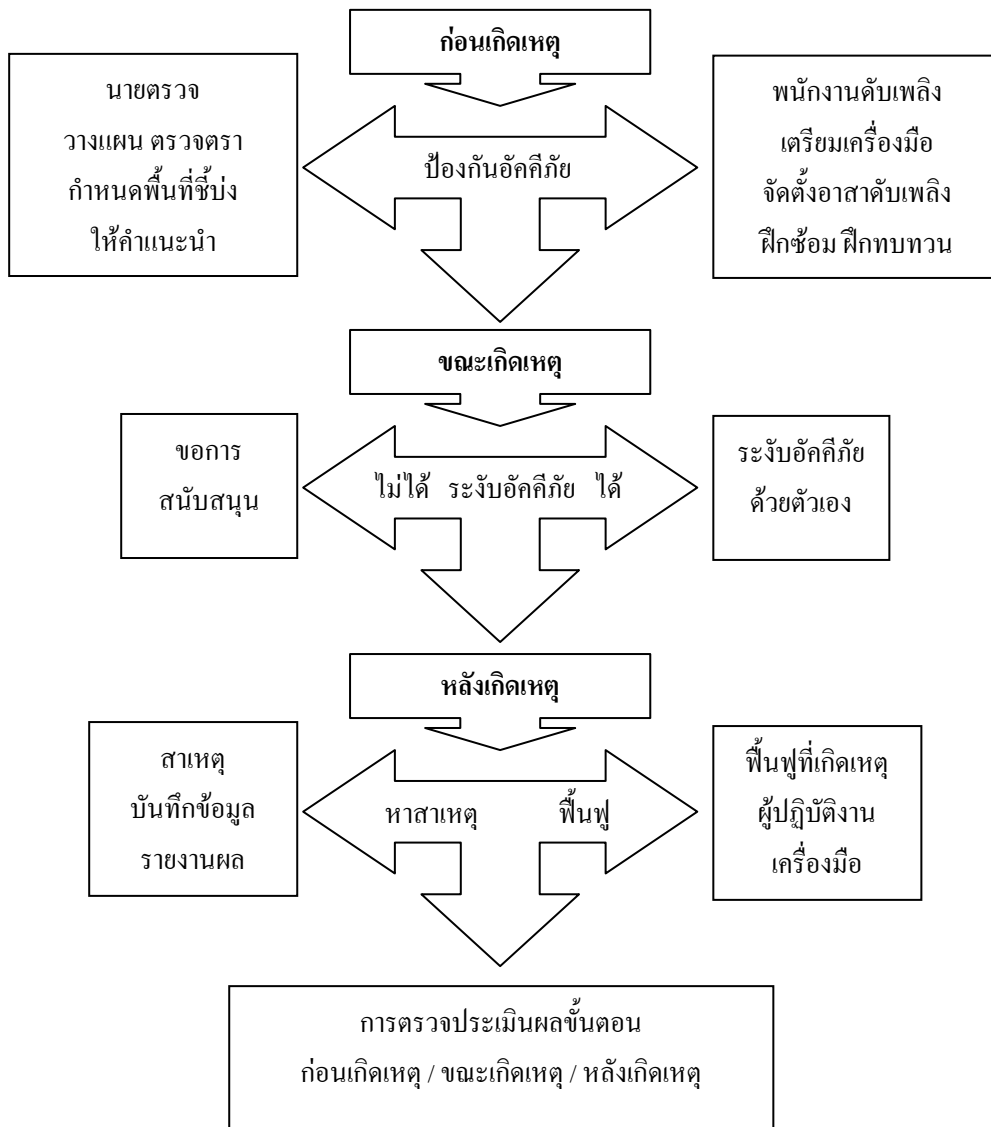 ก่อนเกิดเหตุ
นายตรวจ
วางแผน ตรวจตรา
กำหนดพื้นที่ชี้บ่ง
ให้คำแนะนำ
ป้องกันอัคคีภัย
พนักงานดับเพลิง
เตรียมเครื่องมือ
จัดตั้งอาสาดับเพลิง
ฝึกซ้อม ฝึกทบทวน
ขณะเกิดเหตุ
ขอการ
สนับสนุน
ไม่ได้ ระงับอัคคีภัย ได้
ระงับอัคคีภัย
ด้วยตัวเอง
หลังเกิดเหตุ
สาเหตุ
บันทึกข้อมูล
รายงานผล
หาสาเหตุ ฟื้นฟู
ฟื้นฟูที่เกิดเหตุ
ผู้ปฏิบัติงาน
เครื่องมือ
การตรวจประเมินผลขั้นตอน
ก่อนเกิดเหตุ / ขณะเกิดเหตุ / หลังเกิดเหตุ